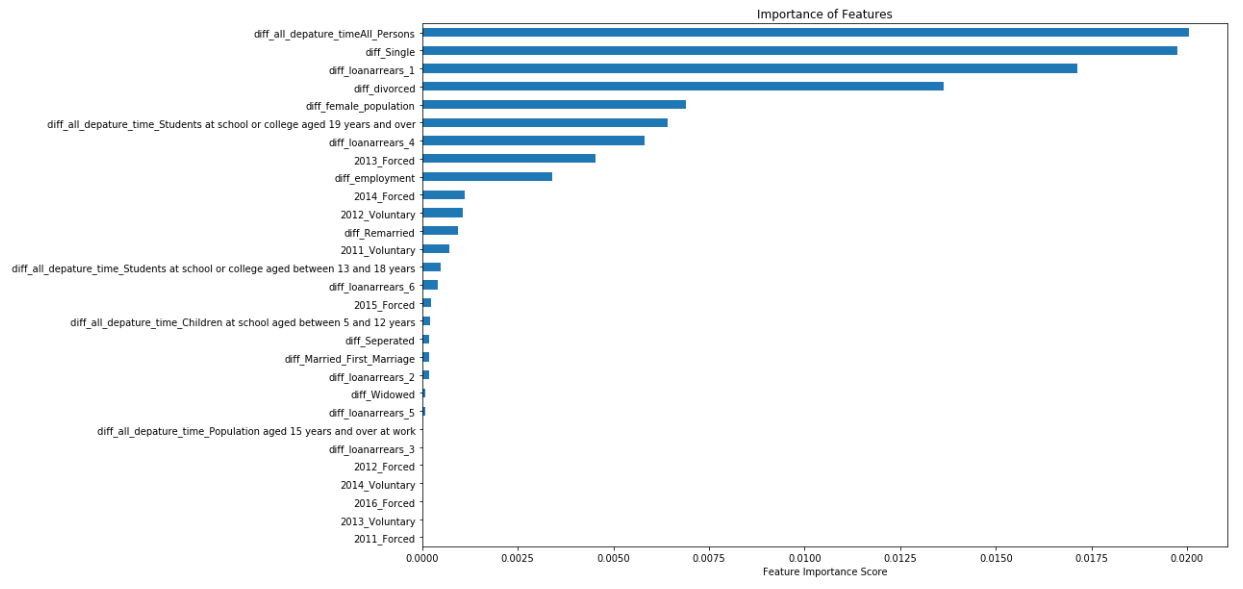 Importance of Features
diff_all_depature_timeAll_Persons
diff_Single
diff_loanarrears_1
diff_divorced
diff_female_population
diff_all_depature_time_Students at school or college aged 19 years and over
diff_loanarrears_4
2013_Forced
diff_employment
2014_Forced
2012_Voluntary
diff_Remarried
2011_Voluntary
diff_all_depature_time_Students at school or college aged between 13 and 18 years
diff_loanarrears_6
2015_Forced
diff_all_depature_time_Children at school aged between 5 and 12 years
diff_Seperated
diff_Married_First_Marriage
diff_loanarrears_2
diff_Widowed
diff_loanarrears_5
diff_all_depature_time_Population aged 15 years and over at work
diff_loanarrears_3
2012_Forced
2014_Voluntary
2016_Forced
2013_Voluntary
2011_Forced
0.0000 0.0025 0.0050 0.0075 0.0100 0.0125 0.0150 0.0175 0.0200
Feature Importance Score